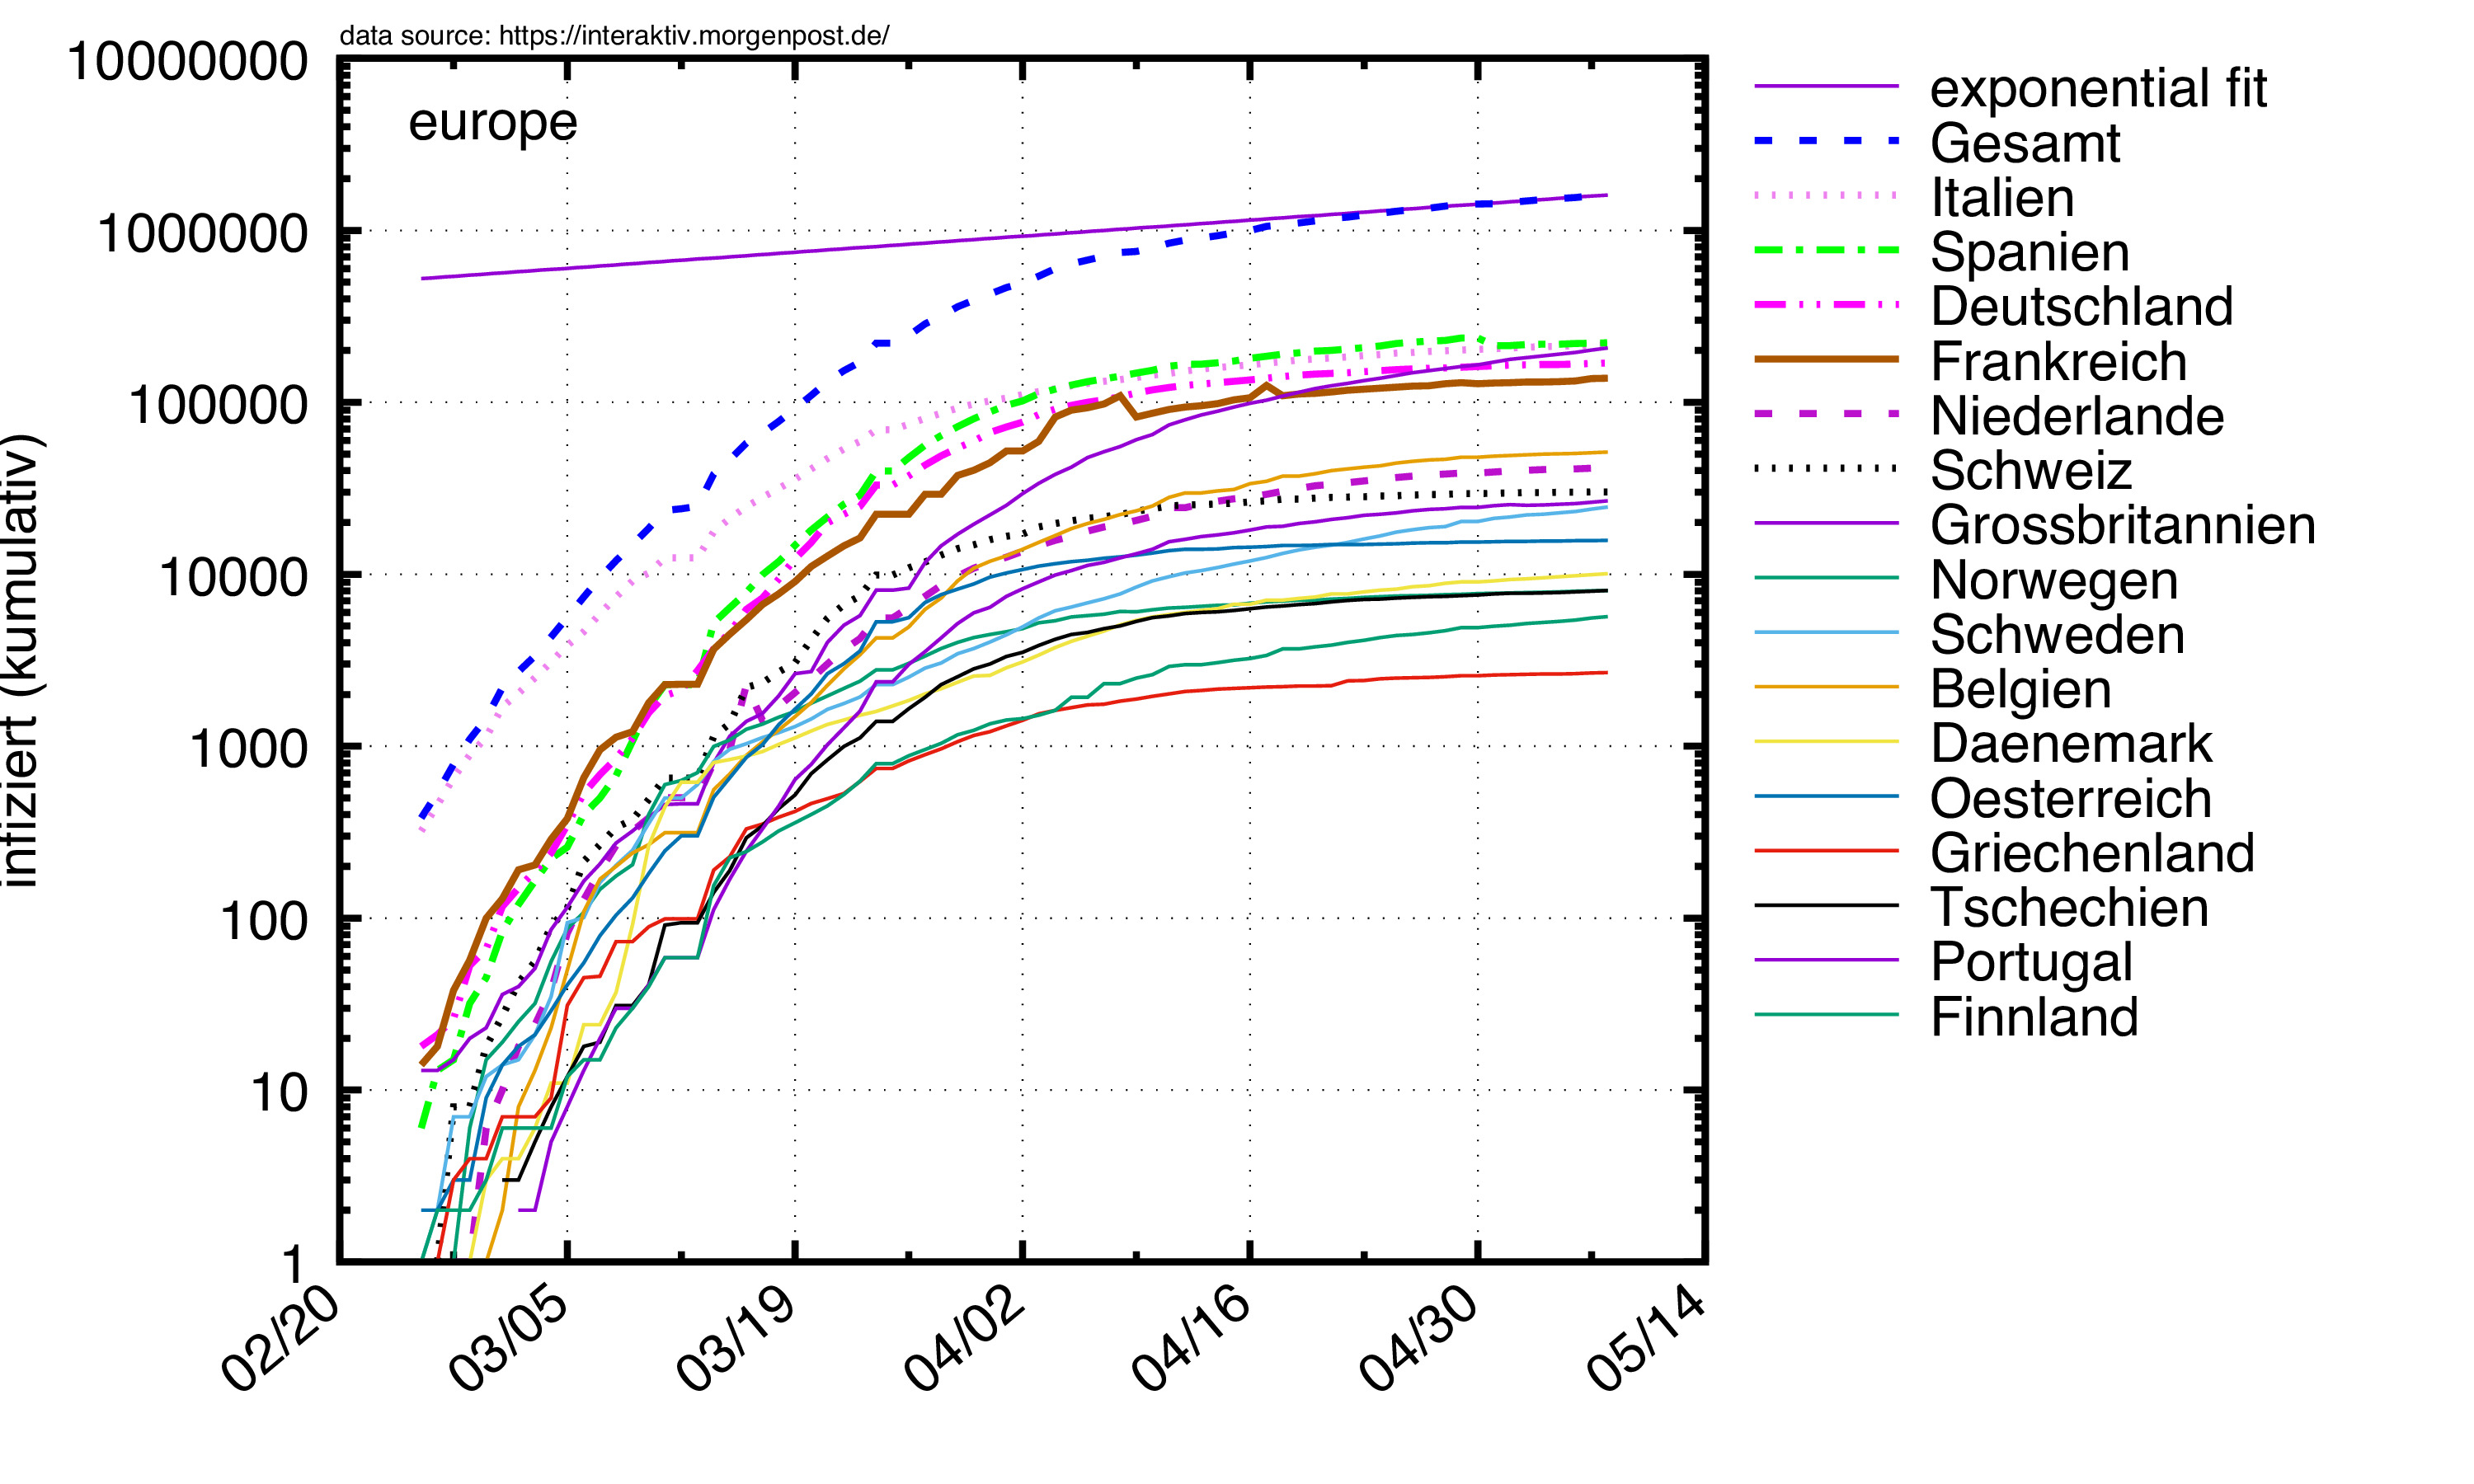 data source: https://interaktiv.morgenpost.de/
10000000
1000000
100000
10000
1000
100
10
1
infiziert (kumulativ)
europe
02/20
03/05
03/19
04/02
04/16
04/30
05/14
exponential fit
Gesamt
Italien
Spanien
Deutschland
Frankreich
Niederlande
Schweiz
Grossbritannien
Norwegen
Schweden
Belgien
Daenemark
Oesterreich
Griechenland
Tschechien
Portugal
Finnland